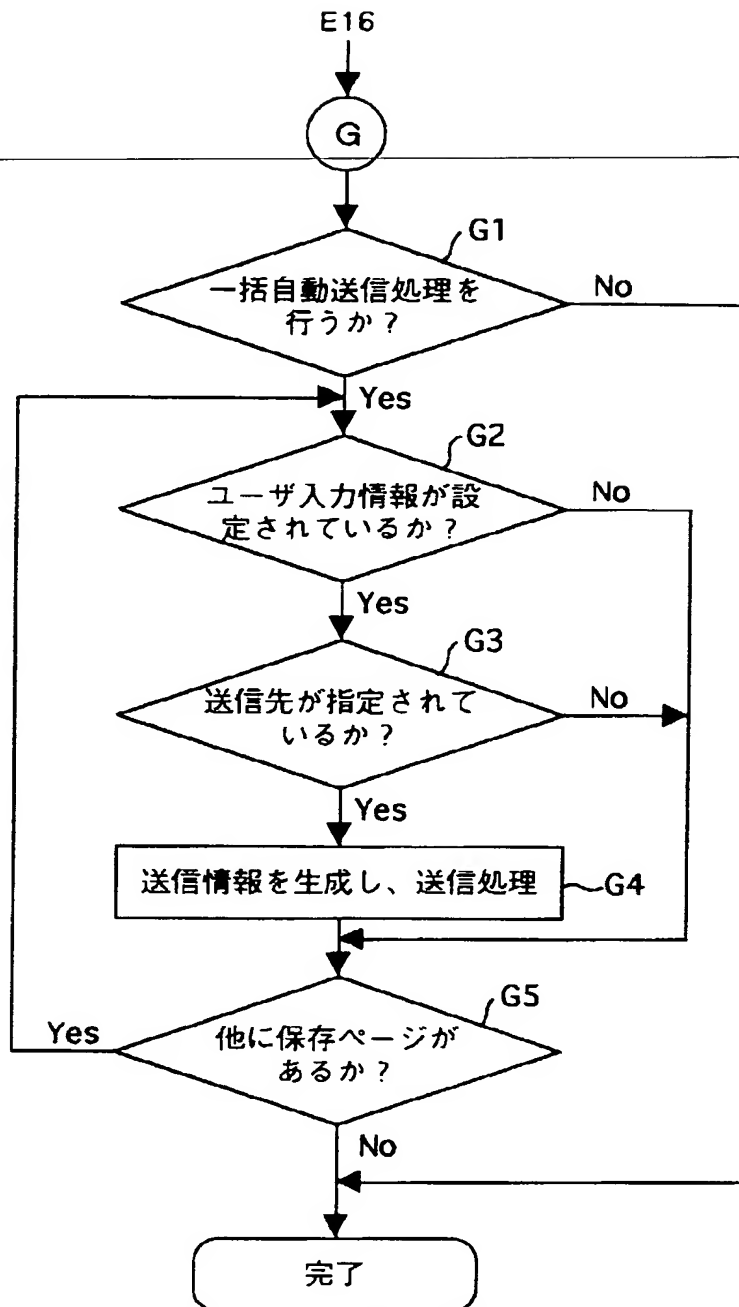 E16
G
G1
一括自動送信処理を
行うか?
No
Yes
G2
ユーザ入力情報が設
定されているか?
No
Yes
G3
送信先が指定されて
いるか?
No
Yes
送信情報を生成し、送信処理
G4
G5
他に保存ページが
あるか?
Yes
No
完了